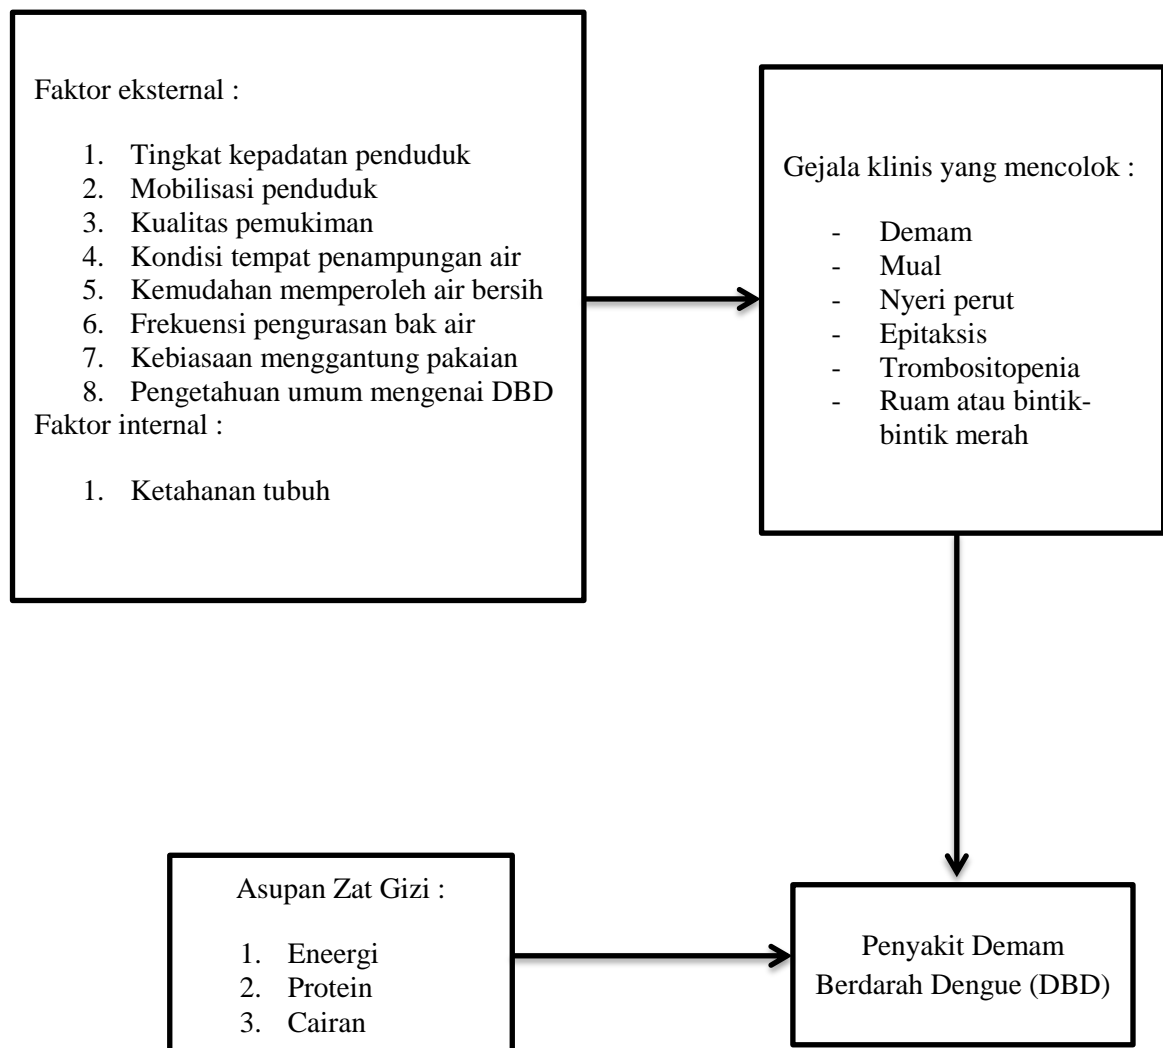 Faktor eksternal :
1. Tingkat kepadatan penduduk
2. Mobilisasi penduduk
3. Kualitas pemukiman
4. Kondisi tempat penampungan air
5. Kemudahan memperoleh air bersih
6. Frekuensi pengurasan bak air
7. Kebiasaan menggantung pakaian
8. Pengetahuan umum mengenai DBD
Faktor internal :
1. Ketahanan tubuh
Gejala klinis yang mencolok :
- Demam
- Mual
- Nyeri perut
- Epitaksis
- Trombositopenia
- Ruam atau bintik-
bintik merah
Asupan Zat Gizi :
1. Eneergi
2. Protein
3. Cairan
Penyakit Demam
Berdarah Dengue (DBD)